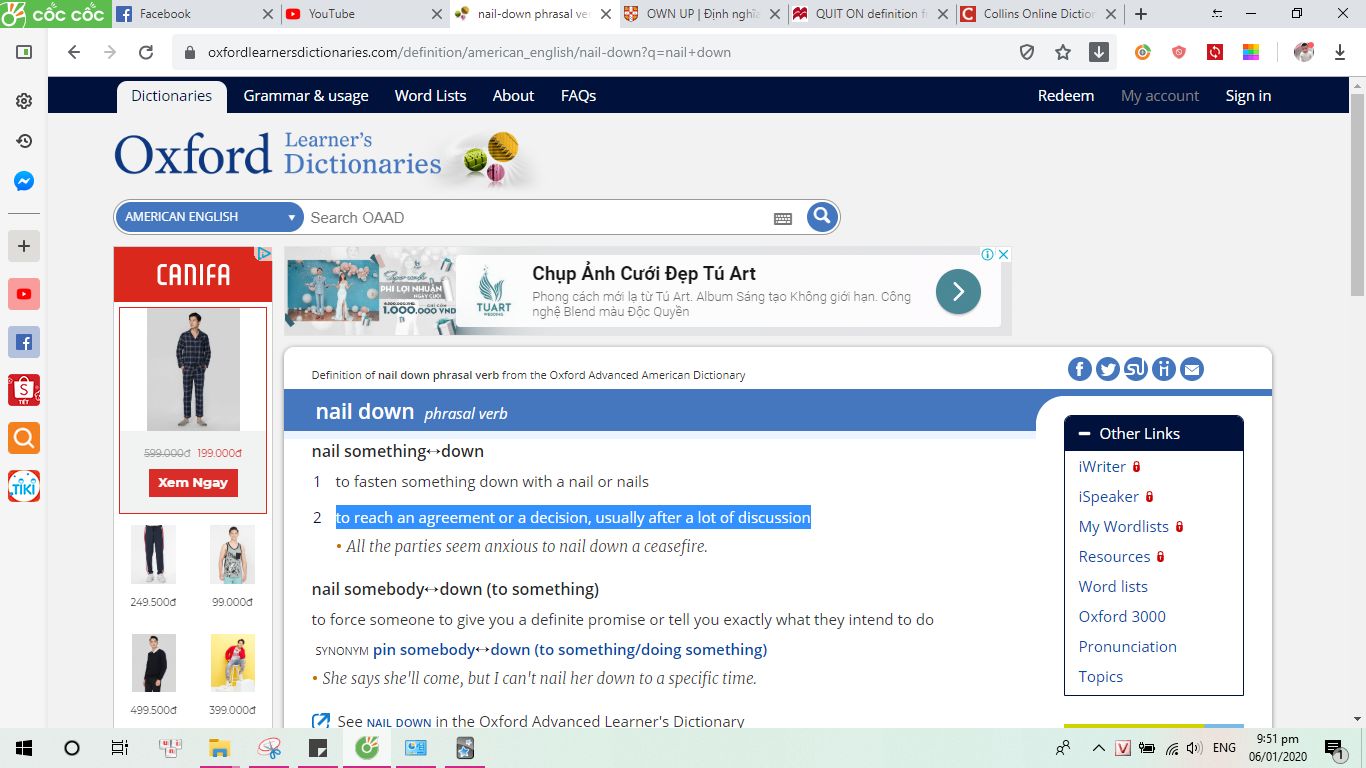 cốc cốc
Facebook
YouTube
nail-down phrasal ve
OWN UP | Định nghĩa
QUIT ON definition f
Collins Online Diction
oxfordlearnersdictionaries.com/definition/american_english/nail-down?q=nail+down
Dictionaries
Grammar & usage
Word Lists
About
FAQs
Redeem
My account
Sign in
Oxford Learner's
Dictionaries
AMERICAN ENGLISH
Search OAAD
CANIFA
599.000đ 199.000đ
Xem Ngay
249.500đ
99.000đ
499.500đ
399.000đ
PHI LỢI NHUẬN
NGÀY CƯỚI
1.000.000 VND
TUART
WEDDING
Chụp Ảnh Cưới Đẹp Tú Art
Phong cách mới lạ từ Tú Art. Album Sáng tạo Không giới hạn. Công
nghệ Blend màu Độc Quyền
Definition of nail down phrasal verb from the Oxford Advanced American Dictionary
nail down phrasal verb
nail something↔down
1 to fasten something down with a nail or nails
2 to reach an agreement or a decision, usually after a lot of discussion
• All the parties seem anxious to nail down a ceasefire.
nail somebody↔down (to something)
to force someone to give you a definite promise or tell you exactly what they intend to do
SYNONYM pin somebody↔down (to something/doing something)
• She says she'll come, but I can't nail her down to a specific time.
See NAIL DOWN in the Oxford Advanced Learner's Dictionary
Other Links
iWriter
iSpeaker
My Wordlists
Resources
Word lists
Oxford 3000
Pronunciation
Topics
TẾT
TIKI
ENG
9:51 pm
06/01/2020
1